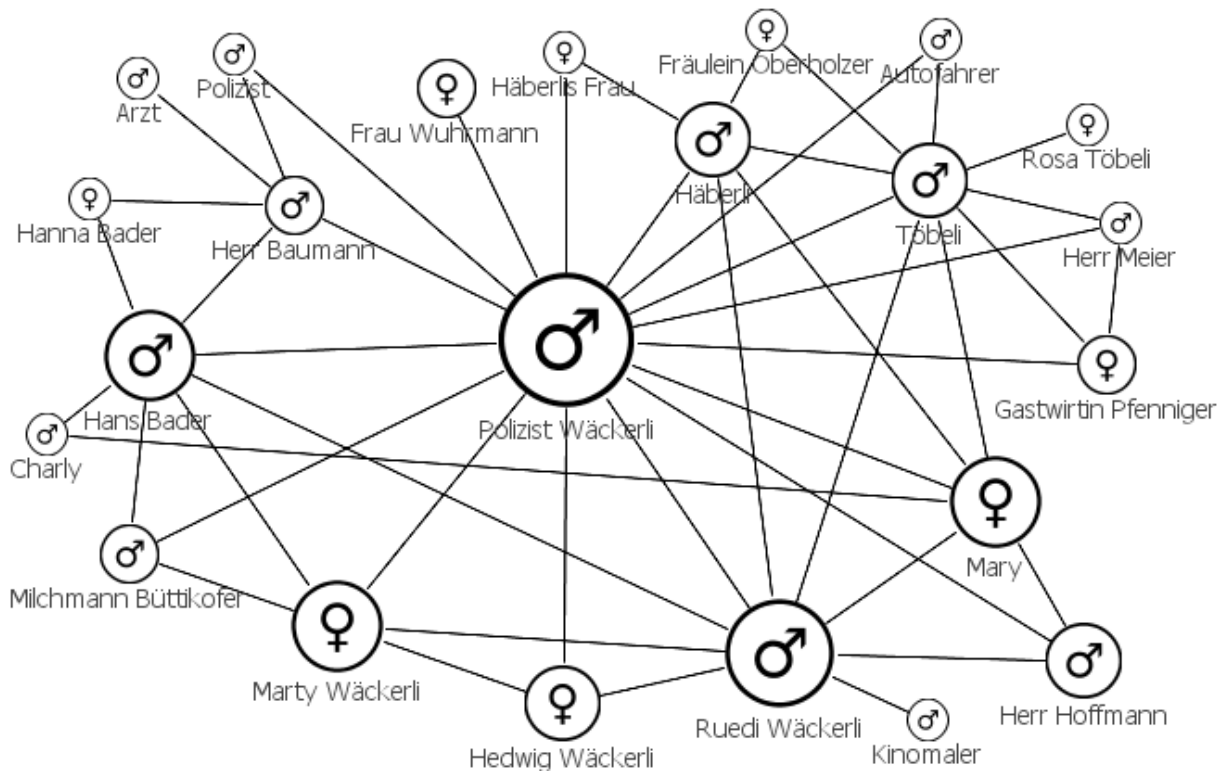 Fräulein Oberholzer
Autofahrer
Polizist
Häberlis Frau
Arzt
Frau Wuhrmann
Rosa Töbeli
Häberli
Hanna Bader
Herr Baumann
Töbeli
Herr Meier
Gastwirtin Pfenniger
Hans Bader
Polizist Wäckerli
Charly
Mary
Milchmann Büttikofer
Marty Wäckerli
Herr Hoffmann
Ruedi Wäckerli
Hedwig Wäckerli
Kinomaler